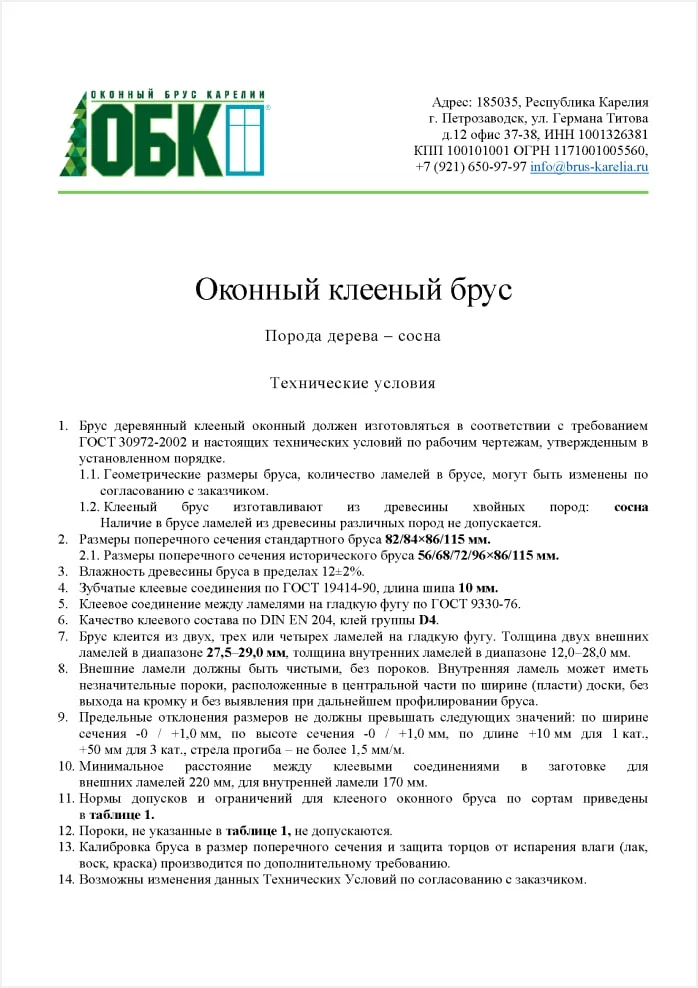 ОКОННЫЙ БРУС КАРЕЛИИ
ОБК
®
Адрес: 185035, Республика Карелия
г. Петрозаводск, ул. Германа Титова
д.12 офис 37-38, ИНН 1001326381
КПП 100101001 ОГРН 1171001005560,
+7 (921) 650-97-97 info@brus-karelia.ru
Оконный клееный брус
Порода дерева – сосна
Технические условия
1. Брус деревянный клееный оконный должен изготовляться в соответствии с требованием
ГОСТ 30972-2002 и настоящих технических условий по рабочим чертежам, утвержденным в
установленном порядке.
1.1. Геометрические размеры бруса, количество ламелей в брусе, могут быть изменены по
согласованию с заказчиком.
1.2. Клееный брус изготавливают из древесины хвойных пород: сосна
Наличие в брусе ламелей из древесины различных пород не допускается.
2. Размеры поперечного сечения стандартного бруса 82/84×86/115 мм.
2.1. Размеры поперечного сечения исторического бруса 56/68/72/96×86/115 мм.
3. Влажность древесины бруса в пределах 12±2%.
4. Зубчатые клеевые соединения по ГОСТ 19414-90, длина шипа 10 мм.
5. Клеевое соединение между ламелями на гладкую фугу по ГОСТ 9330-76.
6. Качество клеевого состава по DIN EN 204, клей группы D4.
7. Брус клеится из двух, трех или четырех ламелей на гладкую фугу. Толщина двух внешних
ламелей в диапазоне 27,5–29,0 мм, толщина внутренних ламелей в диапазоне 12,0–28,0 мм.
8. Внешние ламели должны быть чистыми, без пороков. Внутренняя ламель может иметь
незначительные пороки, расположенные в центральной части по ширине (пласти) доски, без
выхода на кромку и без выявления при дальнейшем профилировании бруса.
9. Предельные отклонения размеров не должны превышать следующих значений: по ширине
сечения -0 / +1,0 мм, по высоте сечения -0 / +1,0 мм, по длине +10 мм для 1 кат.,
+50 мм для 3 кат., стрела прогиба – не более 1,5 мм/м.
10. Минимальное расстояние между клеевыми соединениями в заготовке для
внешних ламелей 220 мм, для внутренней ламели 170 мм.
11. Нормы допусков и ограничений для клееного оконного бруса по сортам приведены
в таблице 1.
12. Пороки, не указанные в таблице 1, не допускаются.
13. Калибровка бруса в размер поперечного сечения и защита торцов от испарения влаги (лак,
воск, краска) производится по дополнительному требованию.
14. Возможны изменения данных Технических Условий по согласованию с заказчиком.